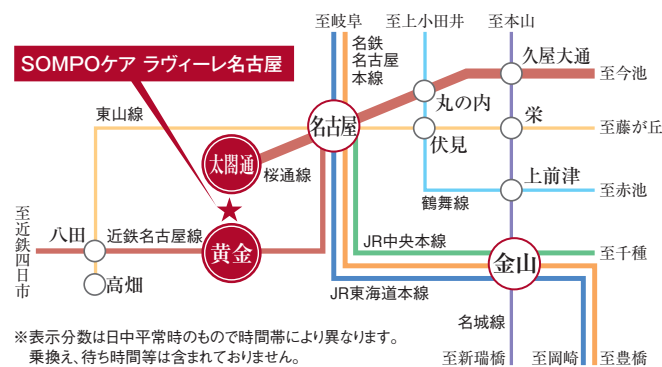 至岐阜
至上小田井
至本山
名鉄
名古屋
本線
久屋大通
至今池
SOMPOケア ラヴィーレ名古屋
丸の内
東山線
名古屋
栄
至藤が丘
伏見
太閤通
桜通線
上前津
至赤池
鶴舞線
至近鉄四日市
八田
近鉄名古屋線
黄金
JR中央本線
至千種
金山
高畑
JR東海道本線
名城線
※表示分数は日中平常時のもので時間帯により異なります。
乗換え、待ち時間等は含まれておりません。
至新瑞橋
至岡崎
至豊橋